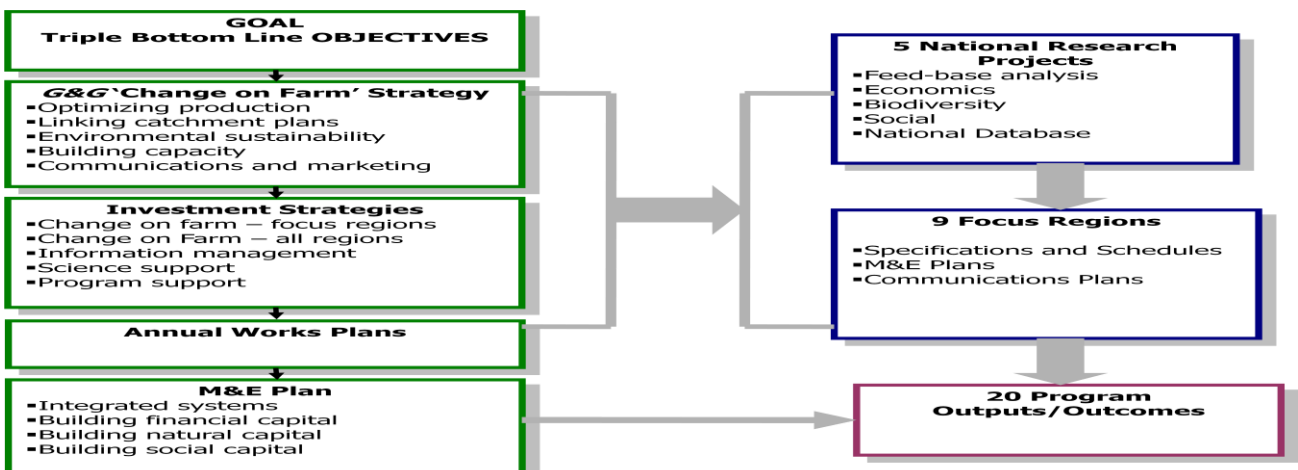 GOAL
Triple Bottom Line OBJECTIVES
G&G ‘Change on Farm’ Strategy
▪Optimizing production
▪Linking catchment plans
▪Environmental sustainability
▪Building capacity
▪Communications and marketing
Investment Strategies
▪Change on farm – focus regions
▪Change on Farm – all regions
▪Information management
▪Science support
▪Program support
Annual Works Plans
M&E Plan
▪Integrated systems
▪Building financial capital
▪Building natural capital
▪Building social capital
5 National Research
Projects
▪Feed-base analysis
▪Economics
▪Biodiversity
▪Social
▪National Database
9 Focus Regions
▪Specifications and Schedules
▪M&E Plans
▪Communications Plans
20 Program
Outputs/Outcomes